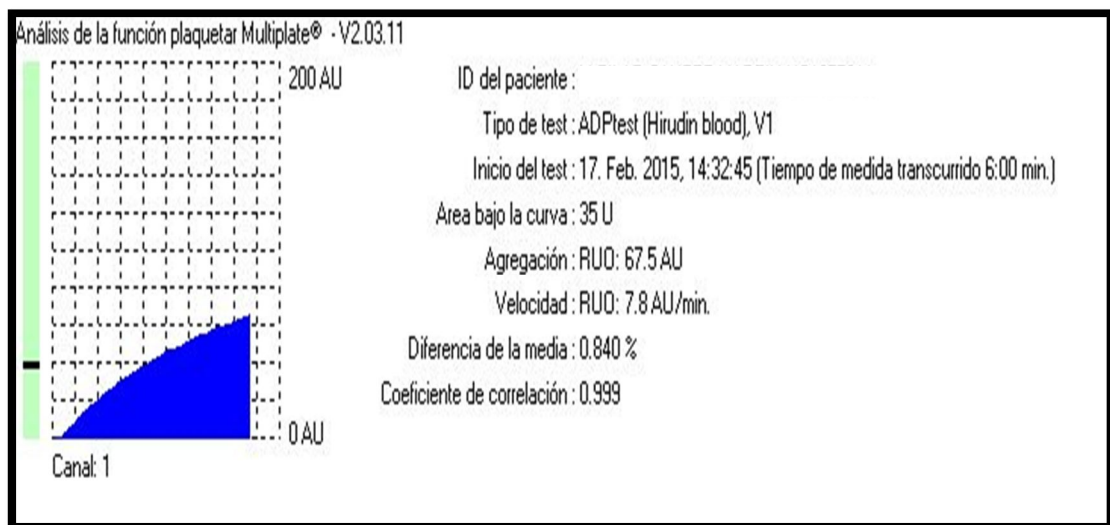 Análisis de la función plaquetar Multiplate® - V2.03.11
200 AU
ID del paciente :
Tipo de test : ADPtest (Hirudin blood), V1
Inicio del test : 17. Feb. 2015, 14:32:45 (Tiempo de medida transcurrido 6:00 min.)
Area bajo la curva : 35 U
Agregación : RUO: 67.5 AU
Velocidad : RUO: 7.8 AU/min.
Diferencia de la media : 0.840 %
Coeficiente de correlación : 0.999
0 AU
Canal: 1